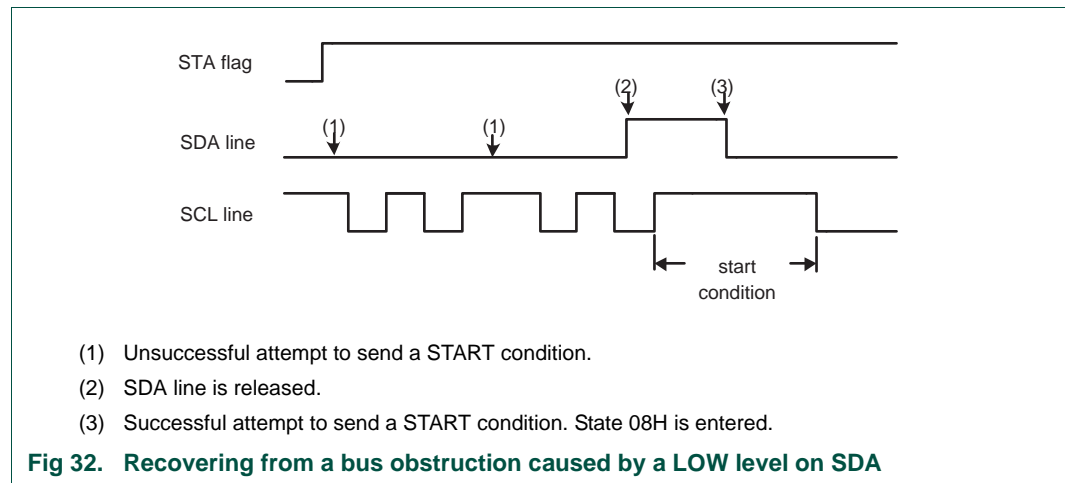 STA flag
(2) (3)
SDA line (1) (1)
SCL line
start
condition
(1) Unsuccessful attempt to send a START condition.
(2) SDA line is released.
(3) Successful attempt to send a START condition. State 08H is entered.
Fig 32. Recovering from a bus obstruction caused by a LOW level on SDA